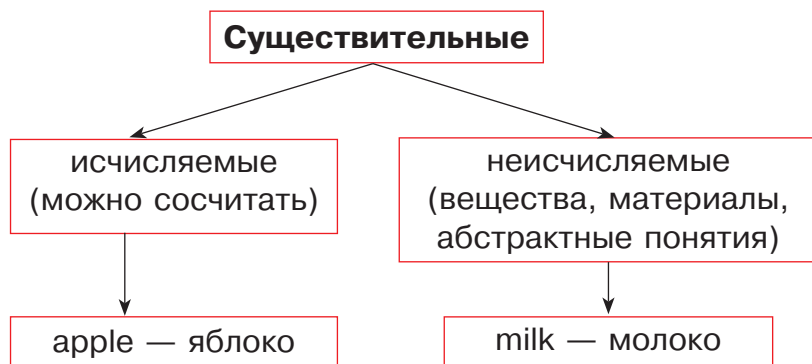 Существительные
исчисляемые
(можно сосчитать)
неисчисляемые
(вещества, материалы,
абстрактные понятия)
apple — яблоко
milk — молоко